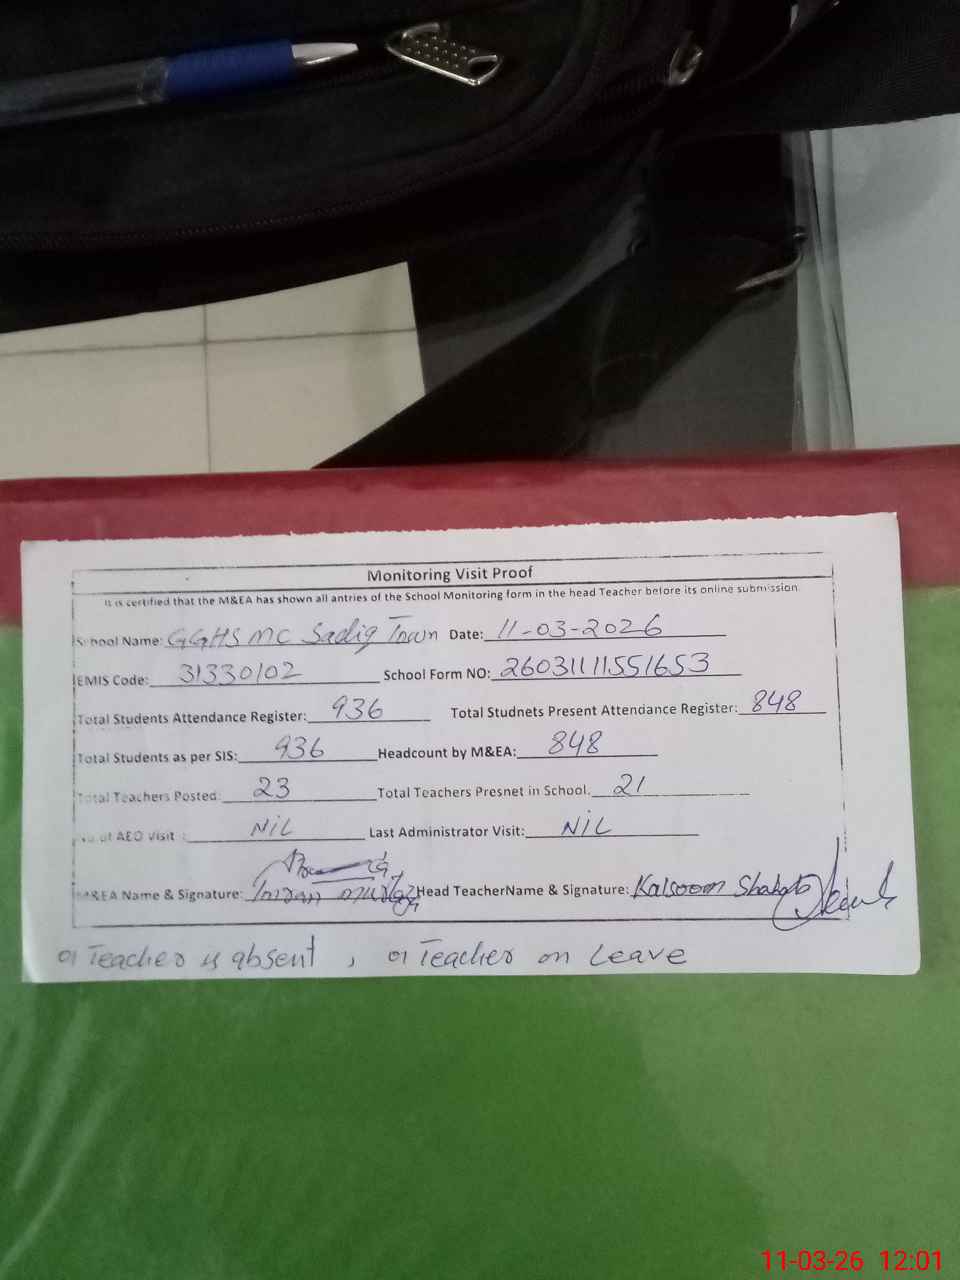 Monitoring Visit Proof
It is certified that the M&EA has shown all antries of the School Monitoring form in the head Teacher before its online submission.
School Name: GGHS MC Sadiq Town Date: 11-03-2026
EMIS Code: 31330102 School Form NO: 26031111551653
Total Students Attendance Register: 936 Total Studnets Present Attendance Register: 848
Total Students as per SIS: 936 Headcount by M&EA: 848
Total Teachers Posted: 23 Total Teachers Presnet in School. 21
AEO Visit : NIL Last Administrator Visit: NIL
M&EA Name & Signature: Head TeacherName & Signature: Kalsoom
01 Teacher is absent , 01 Teacher on Leave
11-03-26 12:01